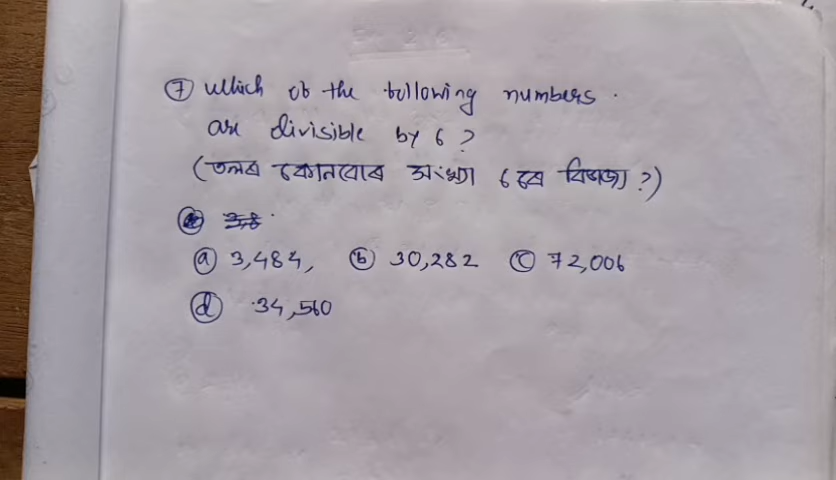 ⑦ Which of the following numbers.
are divisible by 6?
(তলৰ কোনবোৰ সংখ্যা 6 ৰে বিভাজ্য?)
ⓐ 3,484, ⓑ 30,282 ⓒ 72,006
ⓓ 34,560